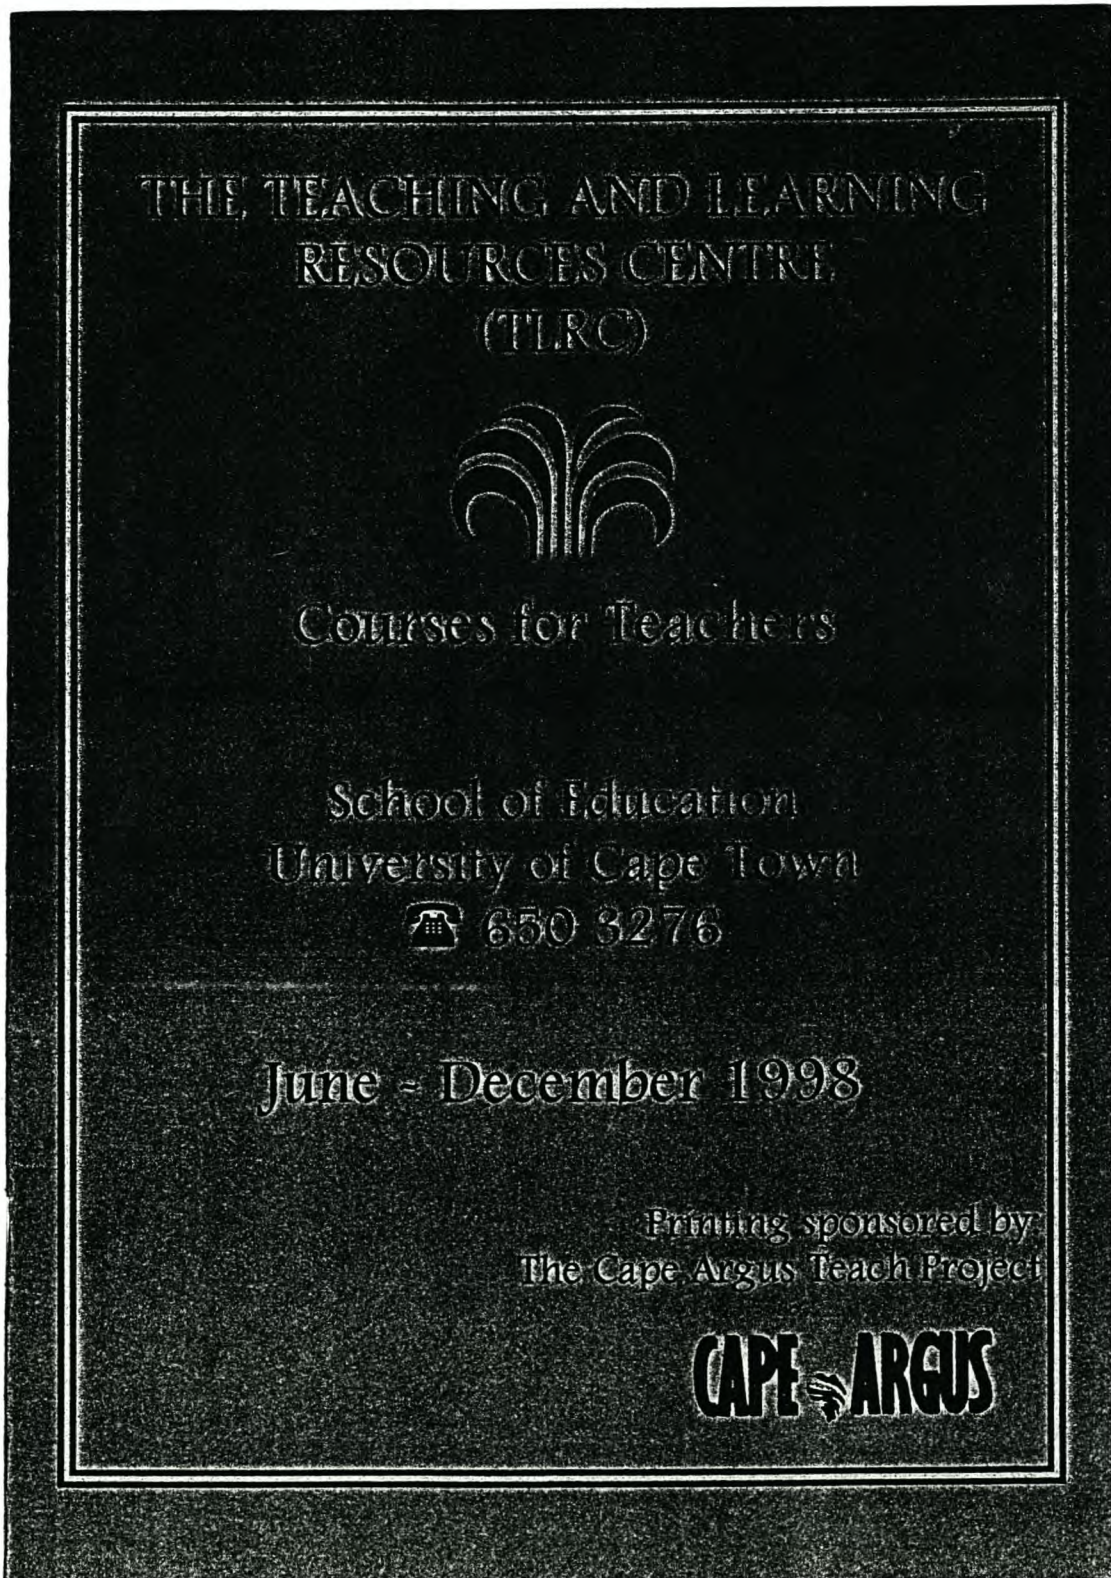 THE TEACHING AND LEARNING
RESOURCES CENTRE
(TLRC)
Courses for Teachers
School of Education
University of Cape Town
☎ 650 3276
June - December 1998
Printing sponsored by:
The Cape Argus Teach Project
CAPE ARGUS